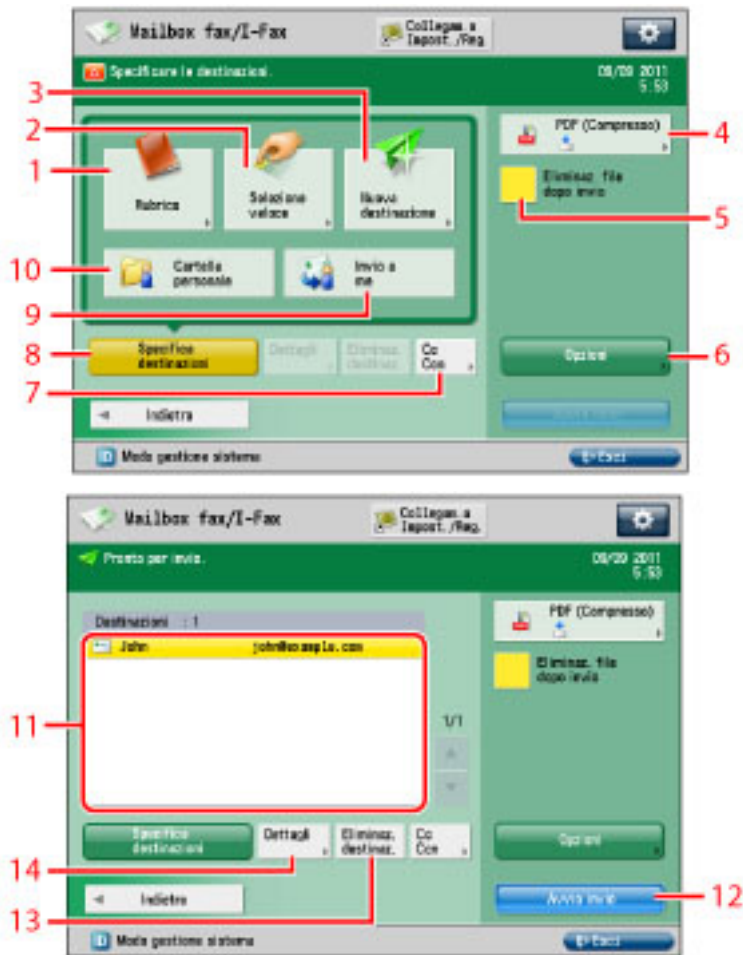 Mailbox fax/I-Fax
Collegam.a
Impost./Reg.
Specificare le destinazioni.
09/09 2011
5:53
3
2
1
PDF (Compresso)
4
Eliminaz. file
dopo invio
5
Rubrica
Selezione
veloce
Nuova
destinazione
10
Cartella
personale
Invio a
me
9
8
Specifica
destinazioni
Dettagli
Eliminaz.
destinaz.
Cc
Ccn
7
Opzioni
6
Indietro
Modo gestione sistema
Esci
Mailbox fax/I-Fax
Collegam.a
Impost./Reg.
Pronto per invio.
09/09 2011
5:53
PDF (Compresso)
Eliminaz. file
dopo invio
Destinazioni : 1
John john@example.com
11
1/1
Specifica
destinazioni
Dettagli
Eliminaz.
destinaz.
Cc
Ccn
14
13
Opzioni
Indietro
Avvio invio
12
Modo gestione sistema
Esci